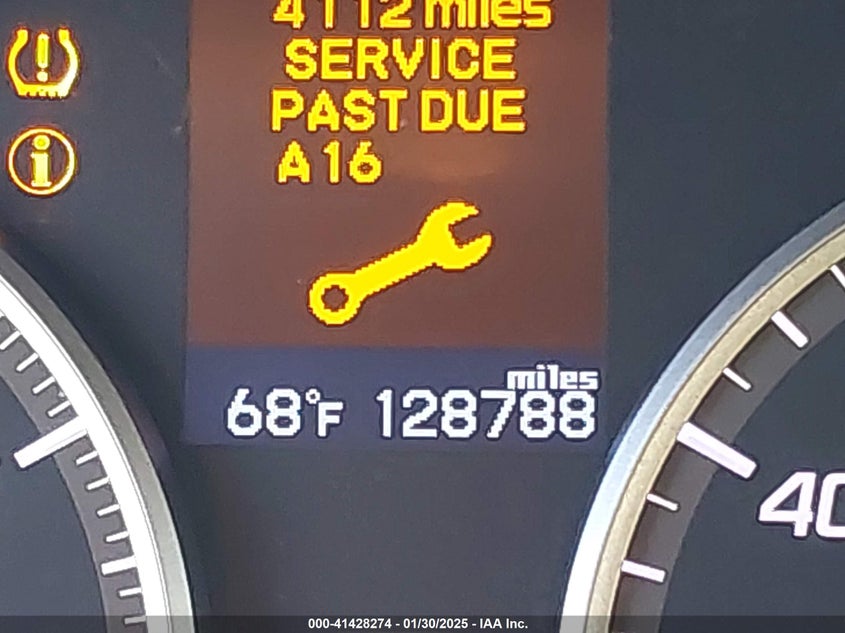 4112 miles
SERVICE
PAST DUE
A16
miles
68°F 128788
40
000-41428274 - 01/30/2025 - IAA Inc.